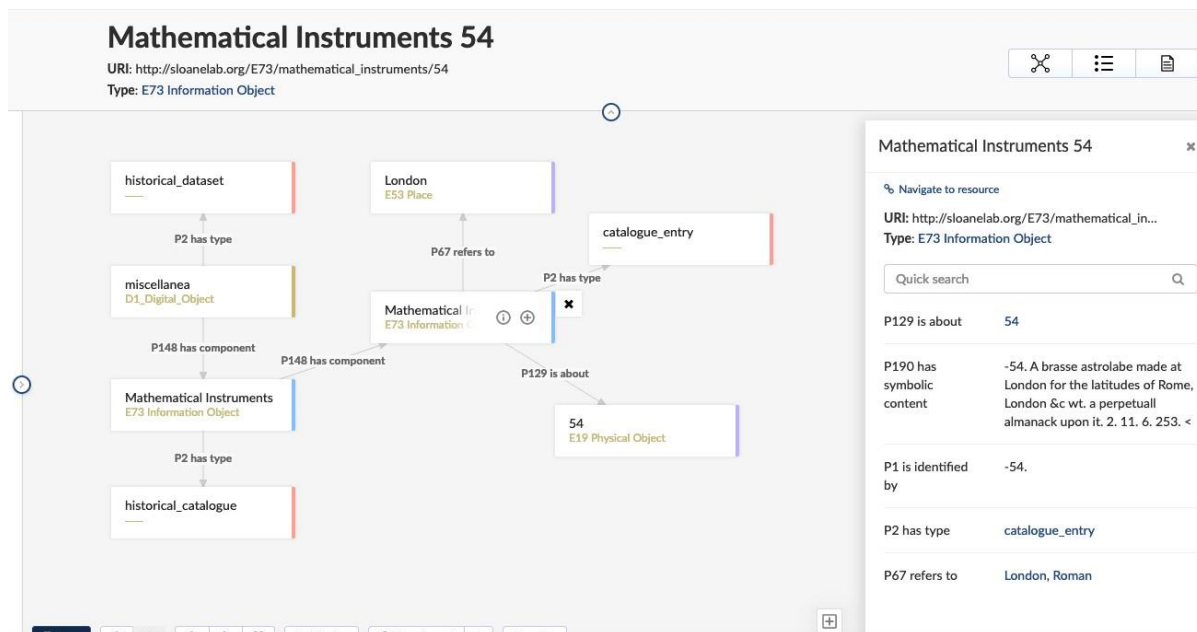 Mathematical Instruments 54
URI: http://sloanelab.org/E73/mathematical_instruments/54
Type: E73 Information Object
historical_dataset
P2 has type
miscellanea
D1_Digital_Object
P148 has component
Mathematical Instruments
E73 Information Object
P2 has type
historical_catalogue
London
E53 Place
P67 refers to
catalogue_entry
P2 has type
Mathematical
E73 Information
P148 has component
P129 is about
54
E19 Physical Object
Mathematical Instruments 54
Navigate to resource
URI: http://sloanelab.org/E73/mathematical_in...
Type: E73 Information Object
Quick search
P129 is about 54
P190 has
symbolic
content
-54. A brasse astrolabe made at
London for the latitudes of Rome,
London &c wt. a perpetuall
almanack upon it. 2. 11. 6. 253. <
P1 is identified
by
-54.
P2 has type catalogue_entry
P67 refers to London, Roman